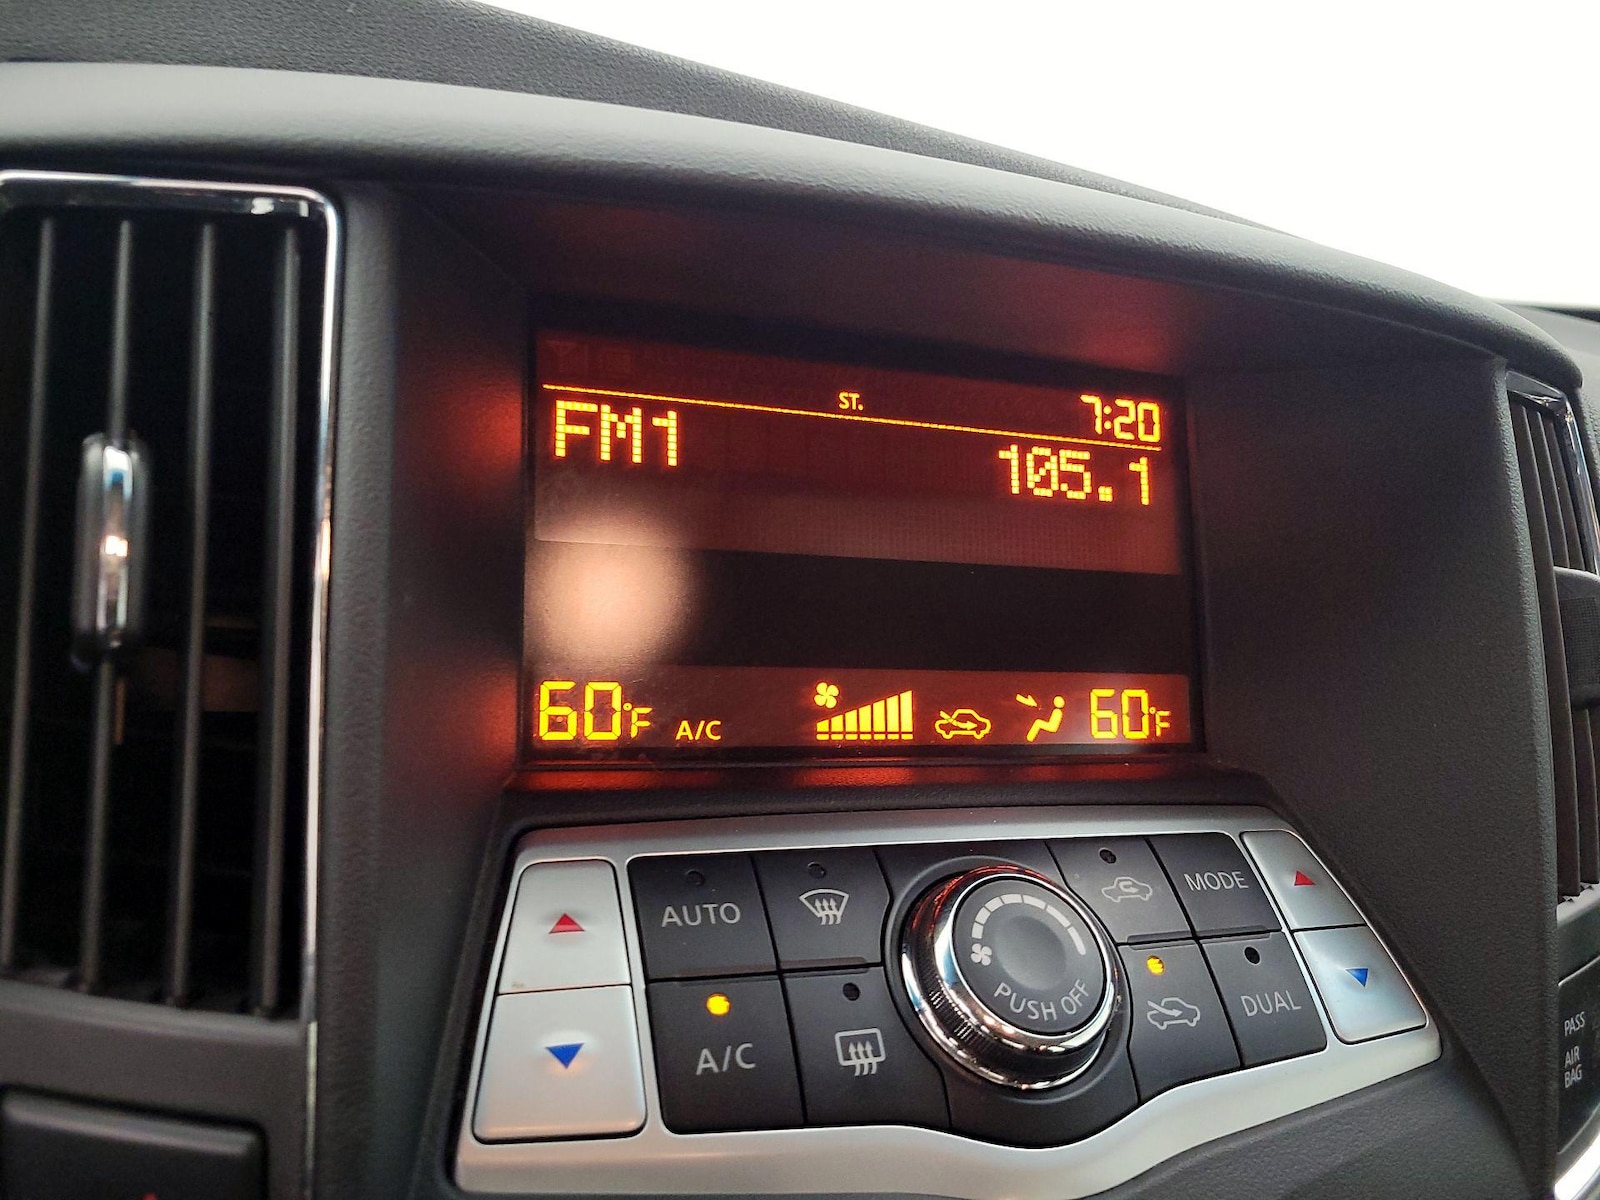 ST. 7:20
FM1 105.1
60°F A/C 60°F
AUTO
MODE
A/C
PUSH OFF
DUAL
PASS
AIR
BAG